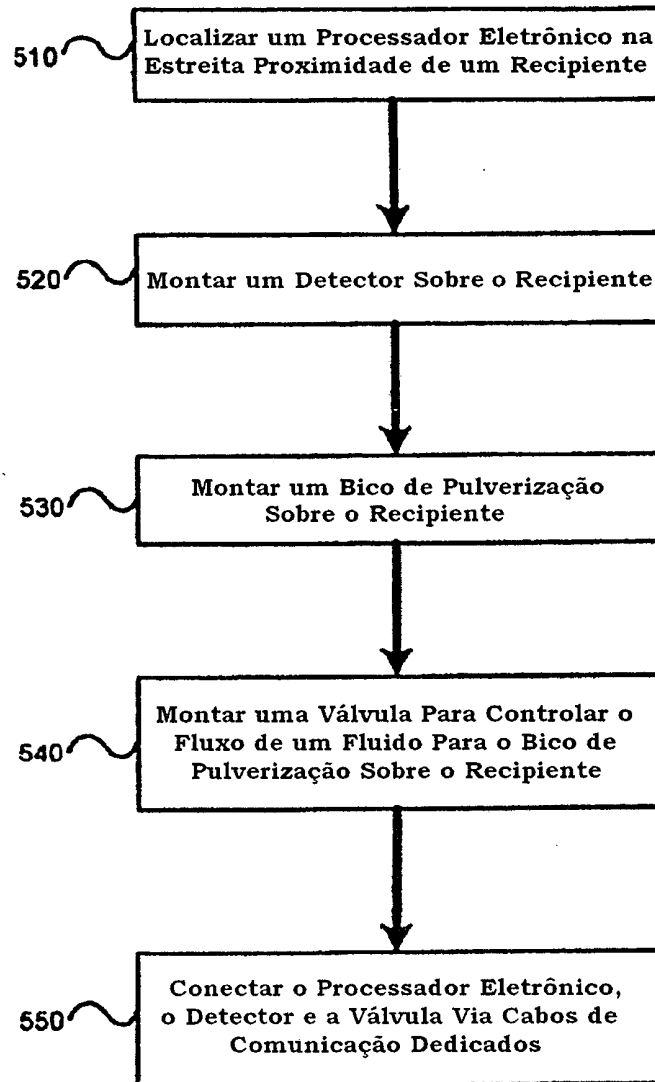 510
Localizar um Processador Eletrônico na
Estreita Proximidade de um Recipiente
520
Montar um Detector Sobre o Recipiente
530
Montar um Bico de Pulverização
Sobre o Recipiente
540
Montar uma Válvula Para Controlar o
Fluxo de um Fluido Para o Bico de
Pulverização Sobre o Recipiente
550
Conectar o Processador Eletrônico,
o Detector e a Válvula Via Cabos de
Comunicação Dedicados